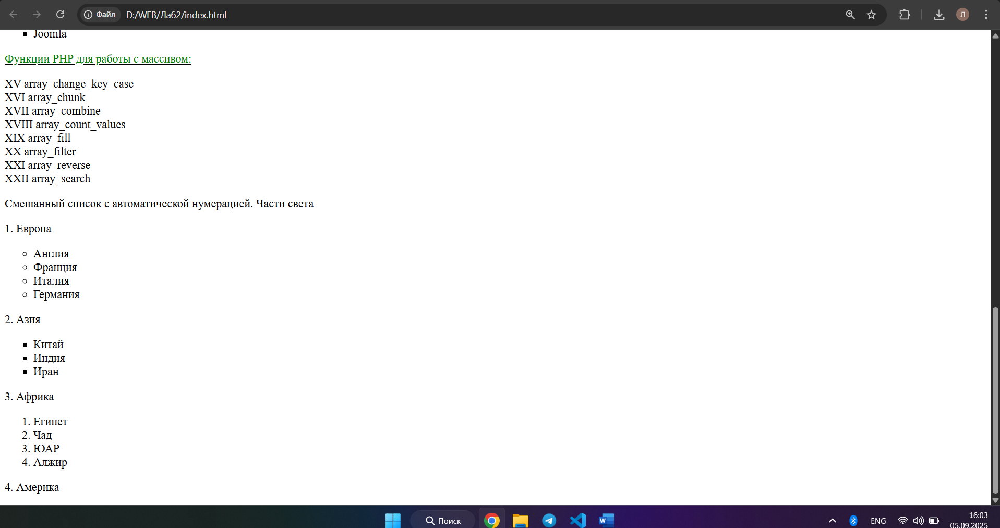 Файл
D:/WEB/Лаб2/index.html
Л
Joomla
Функции PHP для работы с массивом:
XV array_change_key_case
XVI array_chunk
XVII array_combine
XVIII array_count_values
XIX array_fill
XX array_filter
XXI array_reverse
XXII array_search
Смешанный список с автоматической нумерацией. Части света
1. Европа
Англия
Франция
Италия
Германия
2. Азия
Китай
Индия
Иран
3. Африка
1. Египет
2. Чад
3. ЮАР
4. Алжир
4. Америка
Поиск
W
ENG
16:03
05.09.2025